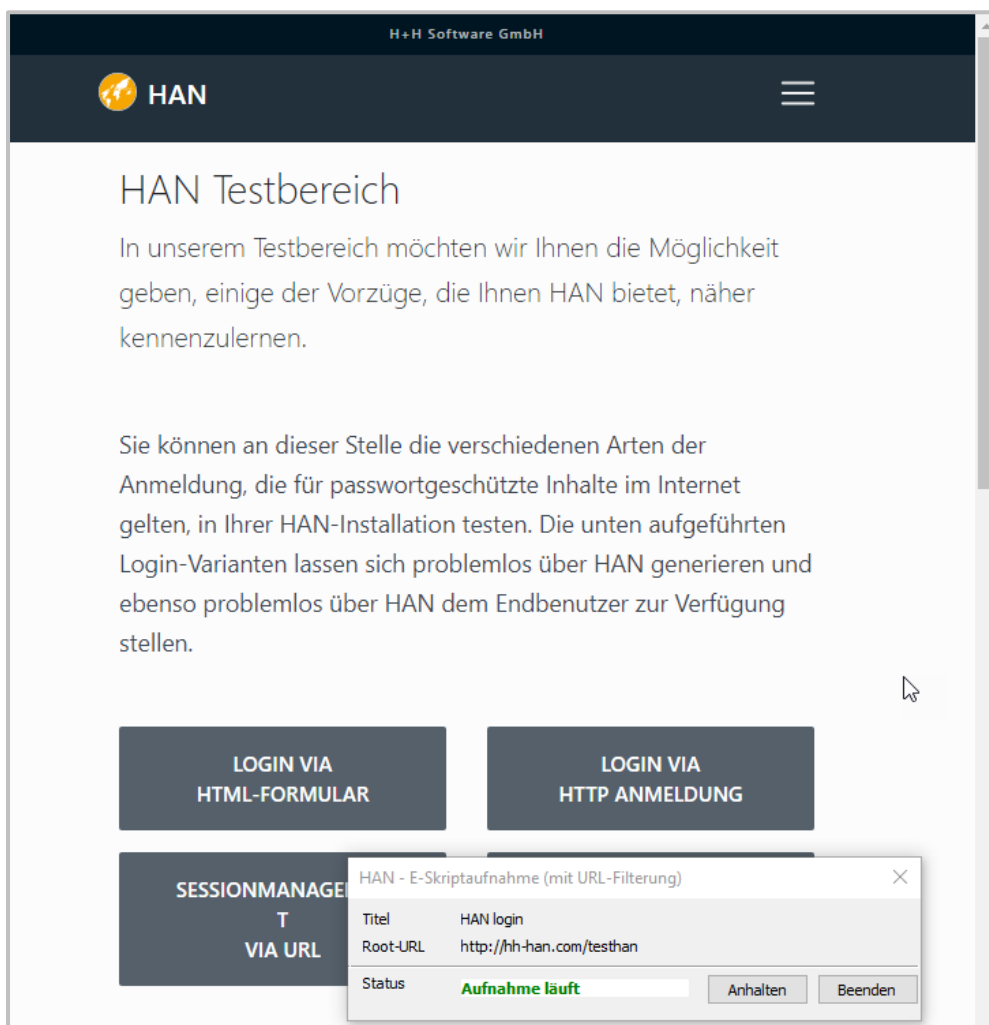 H+H Software GmbH
HAN
HAN Testbereich
In unserem Testbereich möchten wir Ihnen die Möglichkeit
geben, einige der Vorzüge, die Ihnen HAN bietet, näher
kennenzulernen.
Sie können an dieser Stelle die verschiedenen Arten der
Anmeldung, die für passwortgeschützte Inhalte im Internet
gelten, in Ihrer HAN-Installation testen. Die unten aufgeführten
Login-Varianten lassen sich problemlos über HAN generieren und
ebenso problemlos über HAN dem Endbenutzer zur Verfügung
stellen.
LOGIN VIA
HTML-FORMULAR
LOGIN VIA
HTTP ANMELDUNG
SESSIONMANAGE
T
VIA URL
HAN - E-Skriptaufnahme (mit URL-Filterung)
Titel HAN login
Root-URL http://hh-han.com/testhan
Status Aufnahme läuft Anhalten Beenden